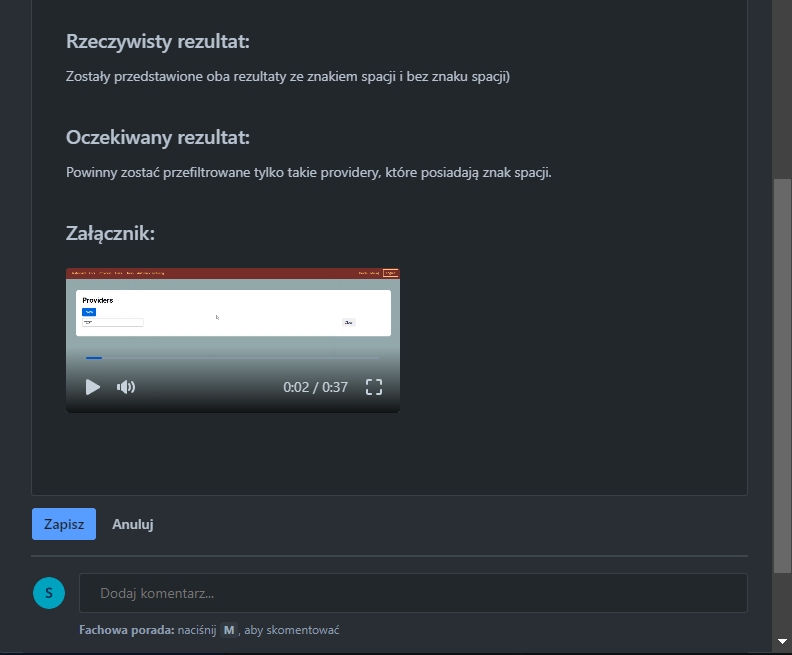 Rzeczywisty rezultat:
Zostały przedstawione oba rezultaty ze znakiem spacji i bez znaku spacji)
Oczekiwany rezultat:
Powinny zostać przefiltrowane tylko takie providery, które posiadają znak spacji.
Załącznik:
Providers
0:02 / 0:37
Zapisz
Anuluj
S
Dodaj komentarz...
Fachowa porada: naciśnij M, aby skomentować